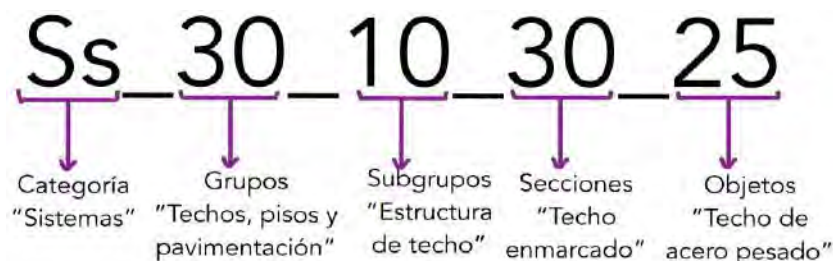 Ss_30_10_30_25
Categoría
"Sistemas"
Grupos
"Techos, pisos y
pavimentación"
Subgrupos
"Estructura
de techo"
Secciones
"Techo
enmarcado"
Objetos
"Techo de
acero pesado"